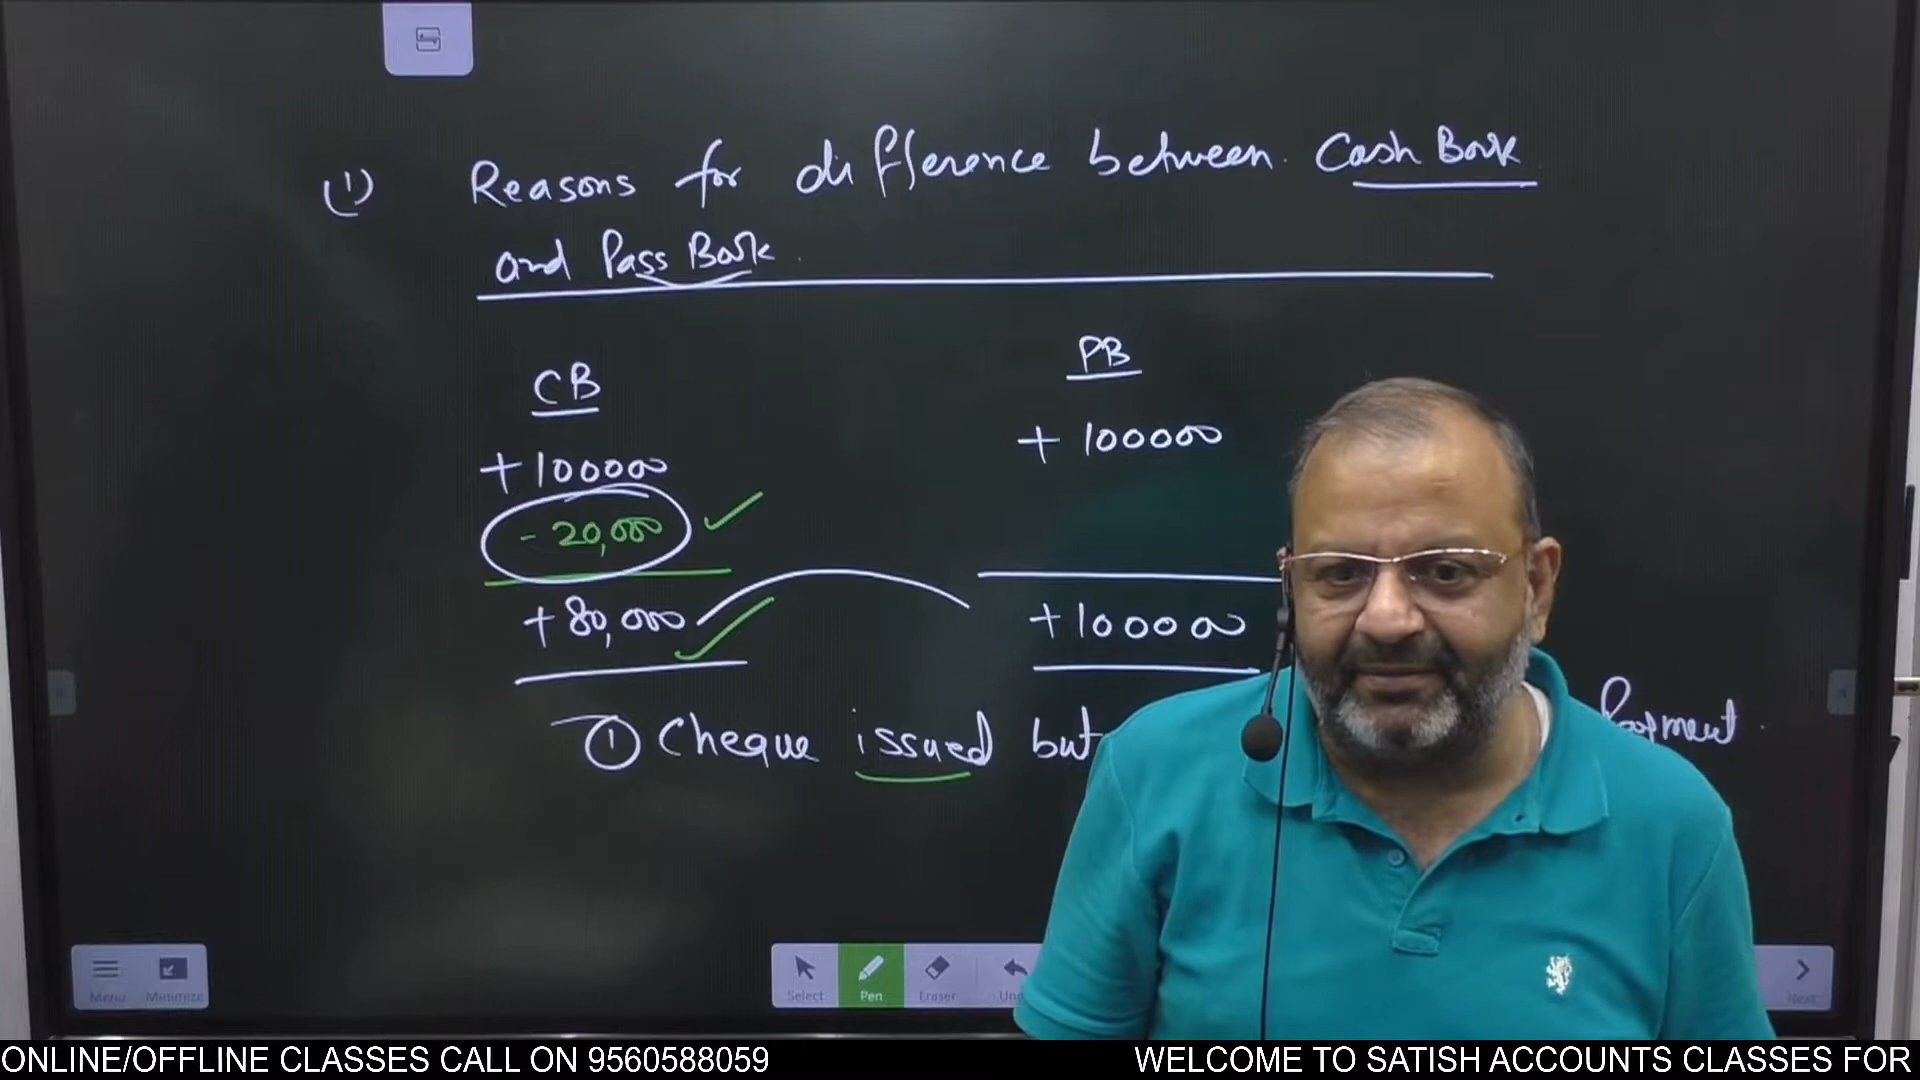 (1) Reasons for difference between Cash Book
and Pass Book.
CB
PB
+100000
+ 100000
- 20,000
+80,000
+100000
① Cheque issued but
Payment
Menu
Minimize
Select
Pen
Eraser
Next
ONLINE/OFFLINE CLASSES CALL ON 9560588059
WELCOME TO SATISH ACCOUNTS CLASSES FOR